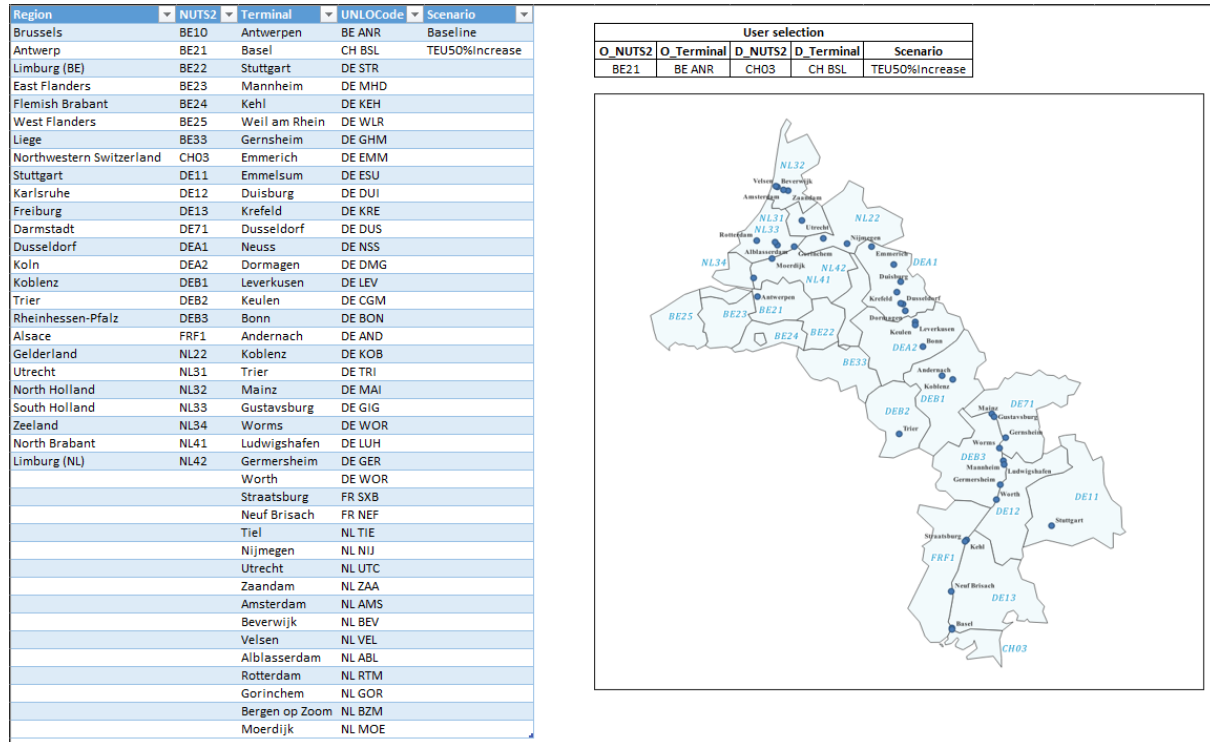 Region NUTS2 Terminal UNLOCode Scenario
Brussels BE10 Antwerpen BE ANR Baseline
Antwerp BE21 Basel CH BSL TEU50%Increase
Limburg (BE) BE22 Stuttgart DE STR
East Flanders BE23 Mannheim DE MHD
Flemish Brabant BE24 Kehl DE KEH
West Flanders BE25 Weil am Rhein DE WLR
Liege BE33 Gernsheim DE GHM
Northwestern Switzerland CH03 Emmerich DE EMM
Stuttgart DE11 Emmelsum DE ESU
Karlsruhe DE12 Duisburg DE DUI
Freiburg DE13 Krefeld DE KRE
Darmstadt DE71 Dusseldorf DE DUS
Dusseldorf DEA1 Neuss DE NSS
Koln DEA2 Dormagen DE DMG
Koblenz DEB1 Leverkusen DE LEV
Trier DEB2 Keulen DE CGM
Rheinhessen-Pfalz DEB3 Bonn DE BON
Alsace FRF1 Andernach DE AND
Gelderland NL22 Koblenz DE KOB
Utrecht NL31 Trier DE TRI
North Holland NL32 Mainz DE MAI
South Holland NL33 Gustavsburg DE GIG
Zeeland NL34 Worms DE WOR
North Brabant NL41 Ludwigshafen DE LUH
Limburg (NL) NL42 Germersheim DE GER
Worth DE WOR
Straatsburg FR SXB
Neuf Brisach FR NEF
Tiel NL TIE
Nijmegen NL NIJ
Utrecht NL UTC
Zaandam NL ZAA
Amsterdam NL AMS
Beverwijk NL BEV
Velsen NL VEL
Alblasserdam NL ABL
Rotterdam NL RTM
Gorinchem NL GOR
Bergen op Zoom NL BZM
Moerdijk NL MOE
User selection
O_NUTS2 O_Terminal D_NUTS2 D_Terminal Scenario
BE21 BE ANR CH03 CH BSL TEU50%Increase
NL32
Velsen Beverwijk
Amsterdam Zaandam
NL31 NL22
Utrecht
NL33
Rotterdam Nijmegen
Alblasserdam Gorinchem Emmerich
NL34 Moerdijk NL42 DEA1
NL41 Duisburg
Antwerpen Krefeld Dusseldorf
BE25 BE23 BE21 Dormagen
BE24 BE22 Keulen Leverkusen
DEA2 Bonn
BE33
Andernach
Koblenz
DEB1
DEB2 Mainz DE71
Gustavsburg
Trier Gernsheim
Worms
DEB3
Mannheim Ludwigshafen
Germersheim
Worth DE11
DE12
Stuttgart
Straatsburg
Kehl
FRF1
Neuf Brisach
DE13
Basel
CH03